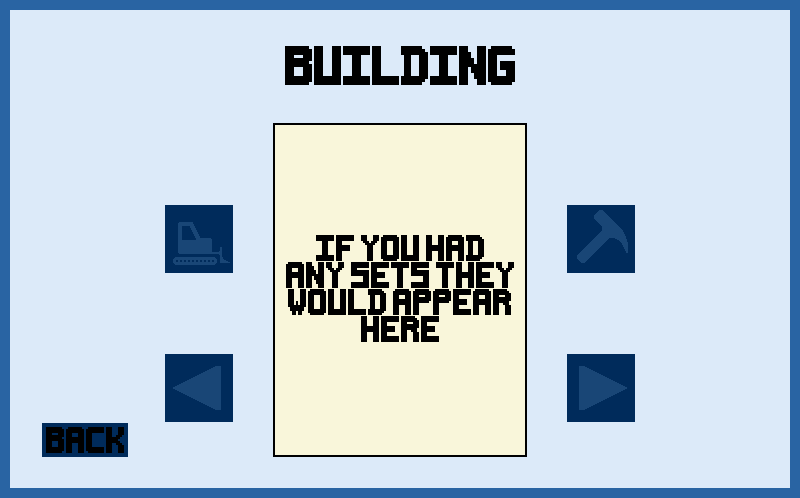 BUILDING
IF YOU HAD
ANY SETS THEY
WOULD APPEAR
HERE
BACK